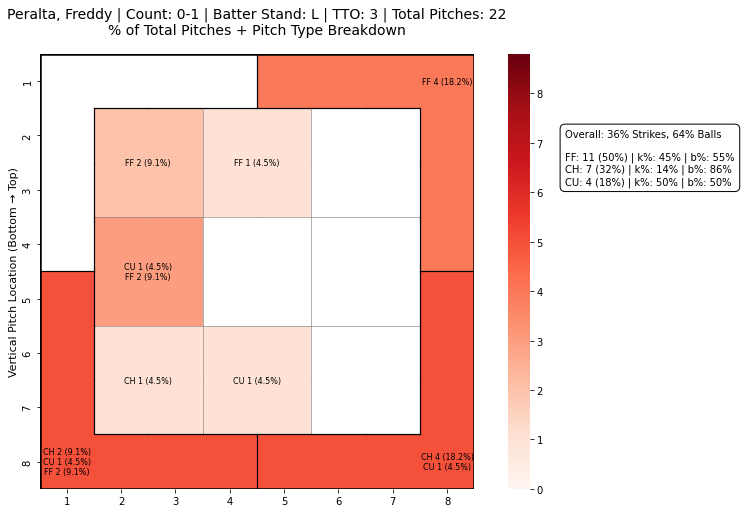 Peralta, Freddy | Count: 0-1 | Batter Stand: L | TTO: 3 | Total Pitches: 22
% of Total Pitches + Pitch Type Breakdown
Vertical Pitch Location (Bottom → Top)
1
2
3
4
5
6
7
8
FF 4 (18.2%)
FF 2 (9.1%)
FF 1 (4.5%)
CU 1 (4.5%)
FF 2 (9.1%)
CH 1 (4.5%)
CU 1 (4.5%)
CH 2 (9.1%)
CU 1 (4.5%)
FF 2 (9.1%)
CH 4 (18.2%)
CU 1 (4.5%)
1
2
3
4
5
6
7
8
8
7
6
5
4
3
2
1
0
Overall: 36% Strikes, 64% Balls
FF: 11 (50%) | k%: 45% | b%: 55%
CH: 7 (32%) | k%: 14% | b%: 86%
CU: 4 (18%) | k%: 50% | b%: 50%